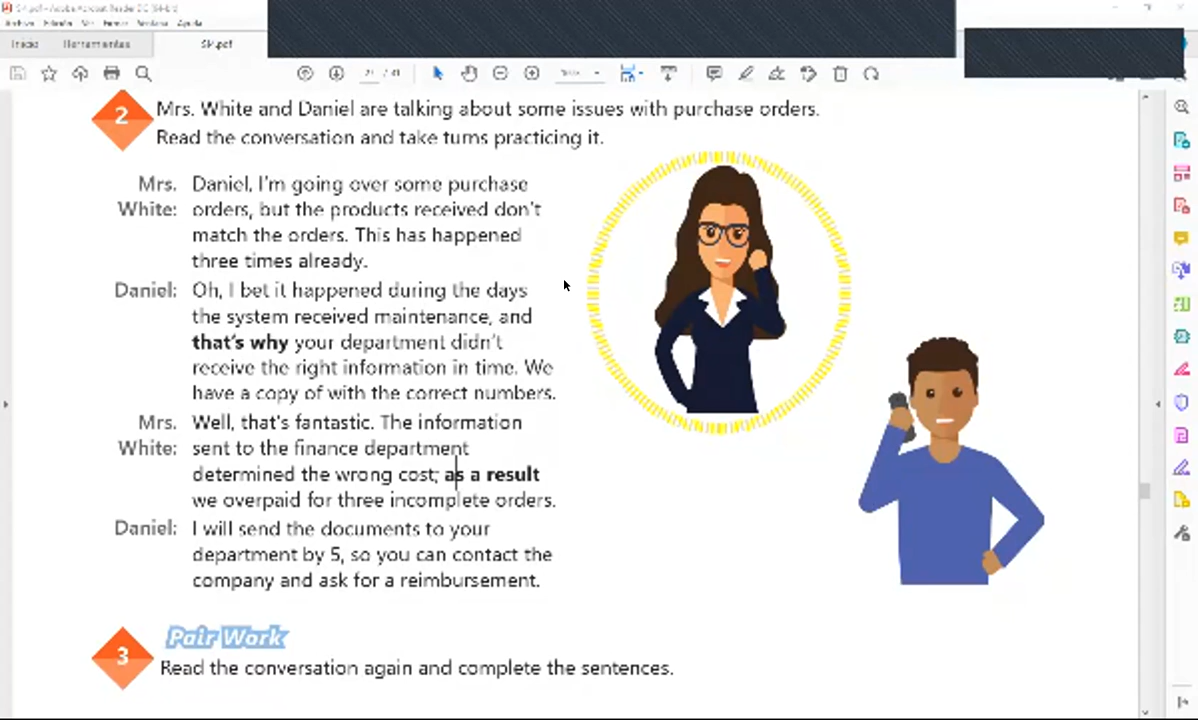 Inicio Herramientas SM.pdf
2 Mrs. White and Daniel are talking about some issues with purchase orders.
Read the conversation and take turns practicing it.
Mrs. Daniel, I'm going over some purchase
White: orders, but the products received don't
match the orders. This has happened
three times already.
Daniel: Oh, I bet it happened during the days
the system received maintenance, and
that's why your department didn't
receive the right information in time. We
have a copy of with the correct numbers.
Mrs. Well, that's fantastic. The information
White: sent to the finance department
determined the wrong cost; as a result
we overpaid for three incomplete orders.
Daniel: I will send the documents to your
department by 5, so you can contact the
company and ask for a reimbursement.
Pair Work
3 Read the conversation again and complete the sentences.